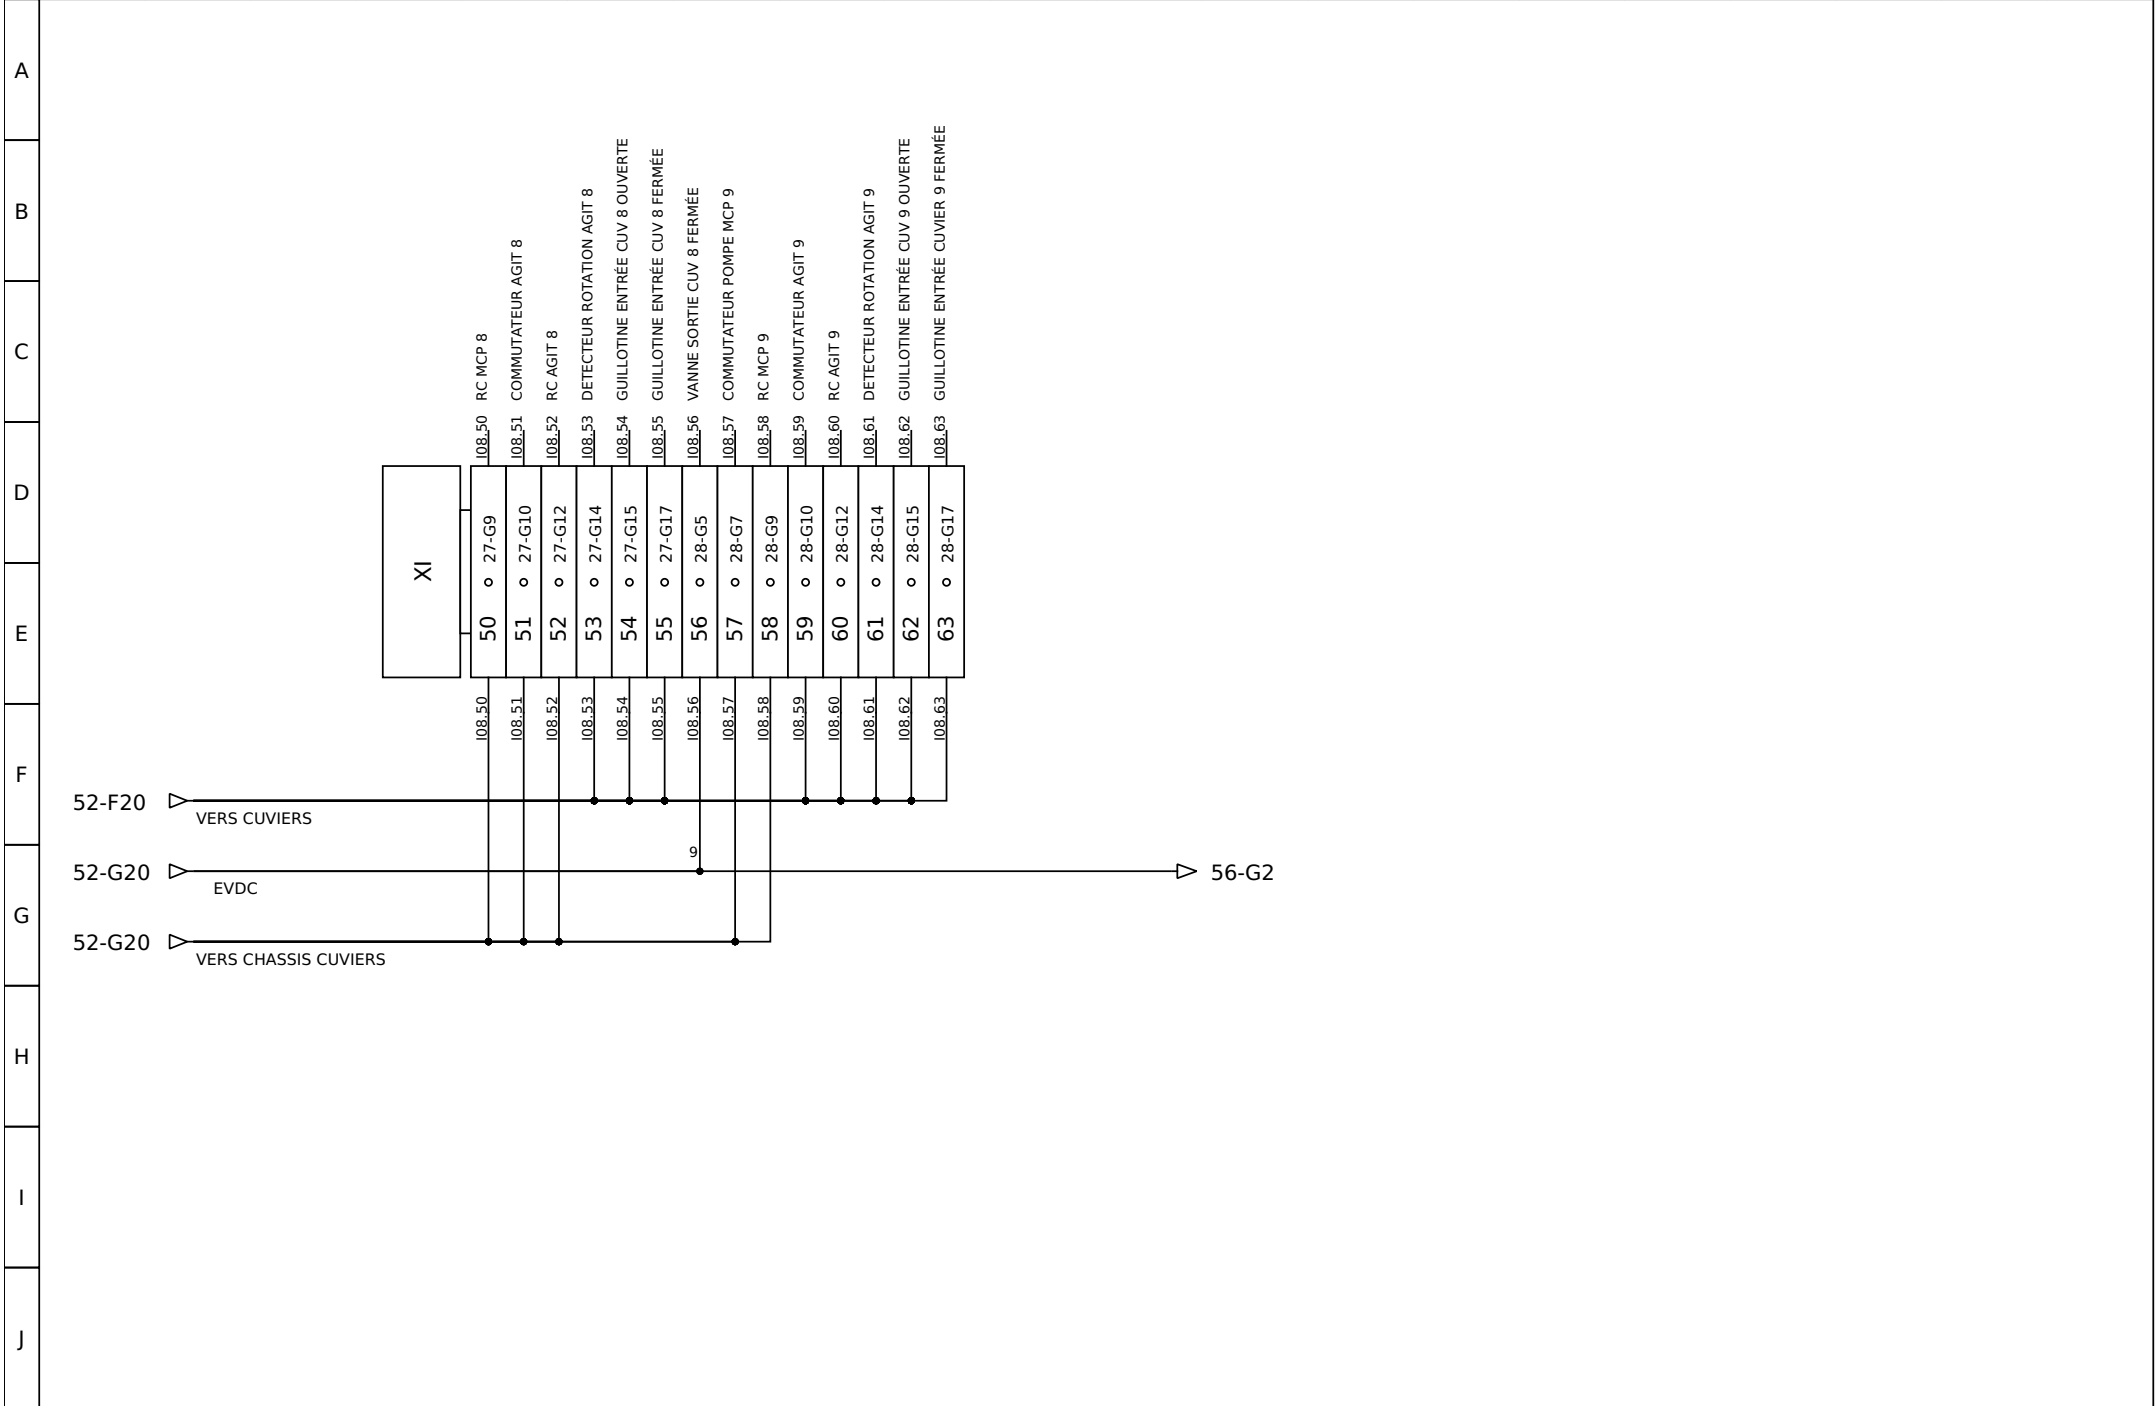 A
B
C
D
E
F
G
H
I
J
RC MCP 8
COMMUTATEUR AGIT 8
RC AGIT 8
DETECTEUR ROTATION AGIT 8
GUILLOTINE ENTRÉE CUV 8 OUVERTE
GUILLOTINE ENTRÉE CUV 8 FERMÉE
VANNE SORTIE CUV 8 FERMÉE
COMMUTATEUR POMPE MCP 9
RC MCP 9
COMMUTATEUR AGIT 9
RC AGIT 9
DETECTEUR ROTATION AGIT 9
GUILLOTINE ENTRÉE CUV 9 OUVERTE
GUILLOTINE ENTRÉE CUVIER 9 FERMÉE
I08.50
I08.51
I08.52
I08.53
I08.54
I08.55
I08.56
I08.57
I08.58
I08.59
I08.60
I08.61
I08.62
I08.63
XI
27-G9
27-G10
27-G12
27-G14
27-G15
27-G17
28-G5
28-G7
28-G9
28-G10
28-G12
28-G14
28-G15
28-G17
50
51
52
53
54
55
56
57
58
59
60
61
62
63
I08.50
I08.51
I08.52
I08.53
I08.54
I08.55
I08.56
I08.57
I08.58
I08.59
I08.60
I08.61
I08.62
I08.63
52-F20
VERS CUVIERS
9
52-G20
EVDC
56-G2
52-G20
VERS CHASSIS CUVIERS